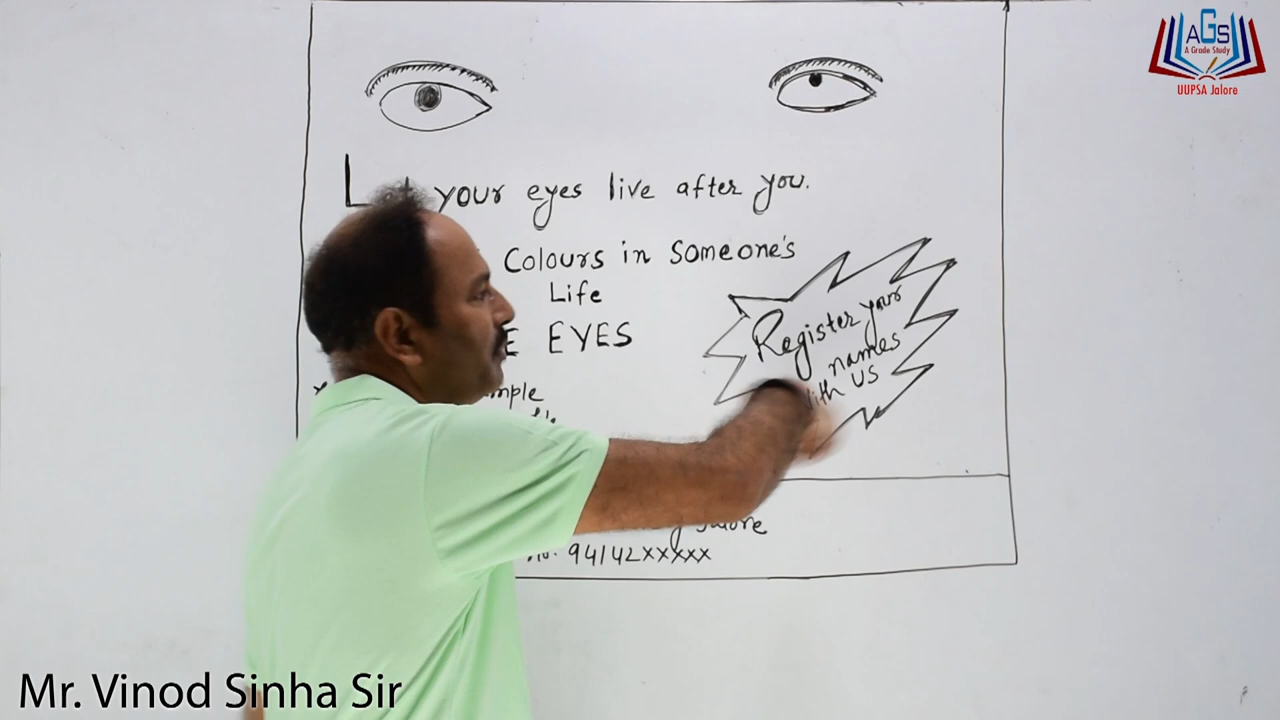 AGS
A Grade Study
UUPSA Jalore
your eyes live after you.
Colours in Someone's
Life
EYES
Register your
names
with US
Jalore
no. 94142xxxxx
Mr. Vinod Sinha Sir